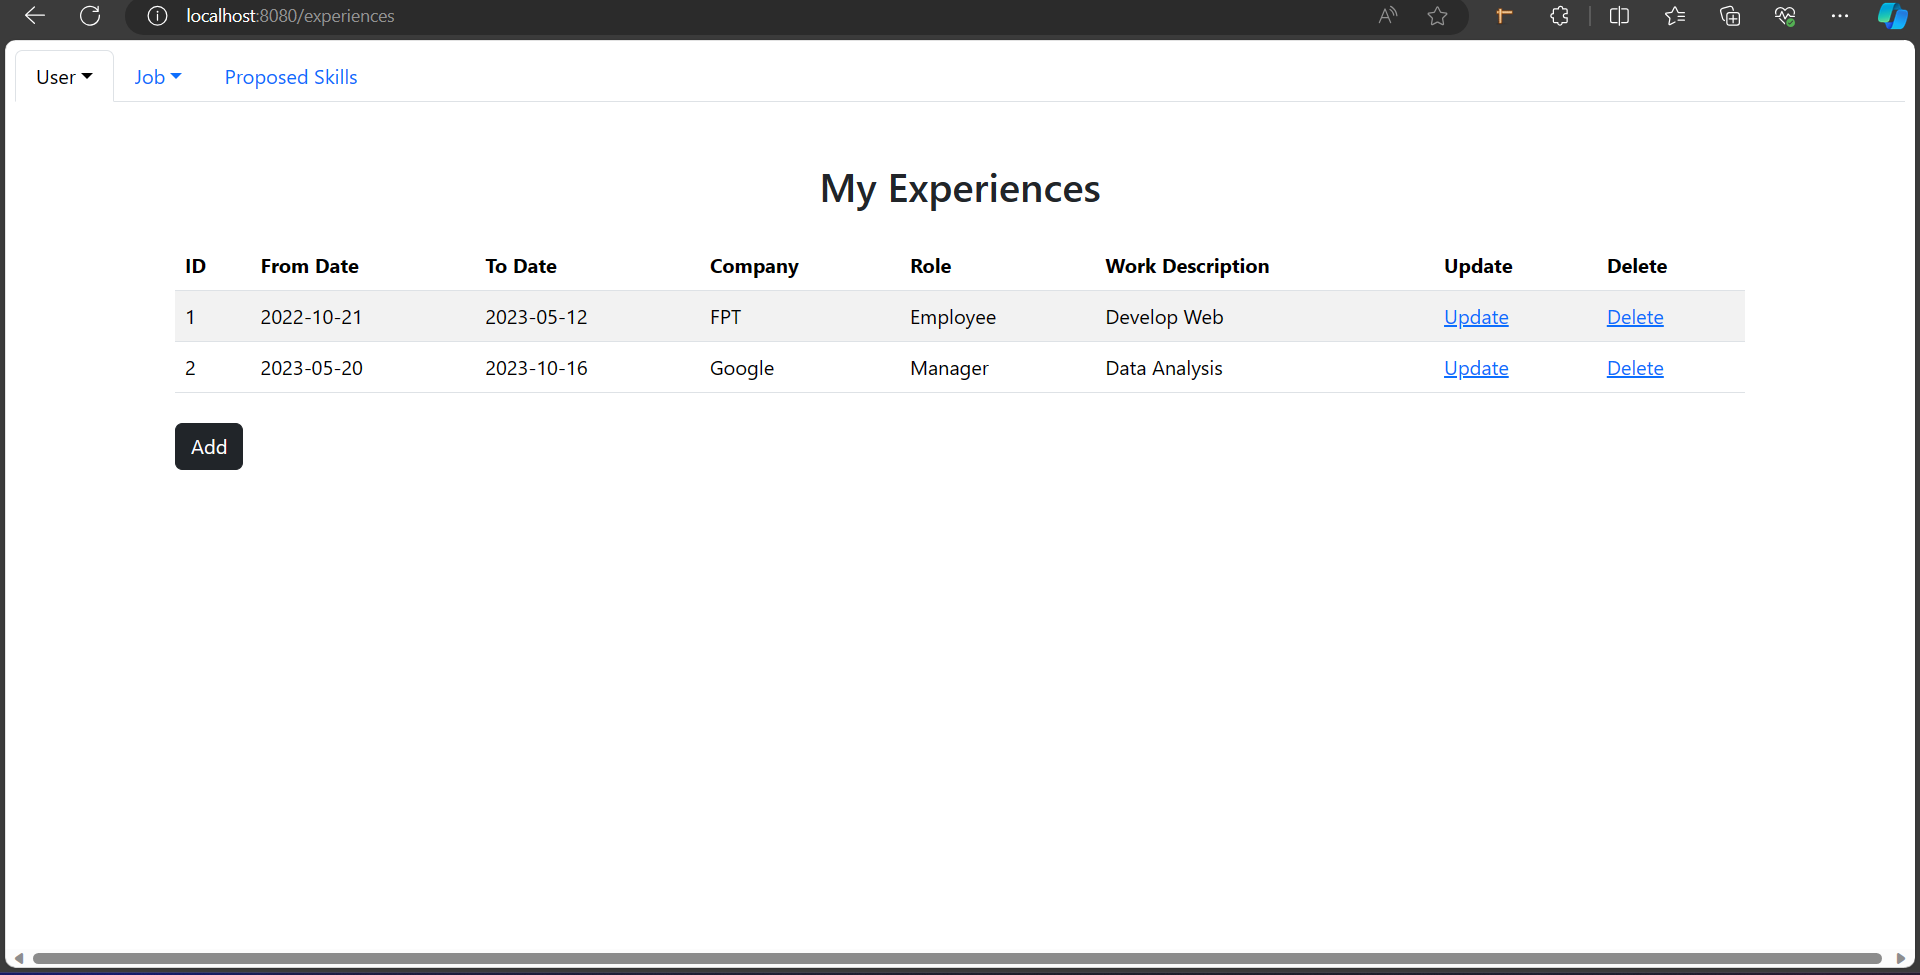 localhost:8080/experiences
User Job Proposed Skills
My Experiences
ID From Date To Date Company Role Work Description Update Delete
1 2022-10-21 2023-05-12 FPT Employee Develop Web Update Delete
2 2023-05-20 2023-10-16 Google Manager Data Analysis Update Delete
Add